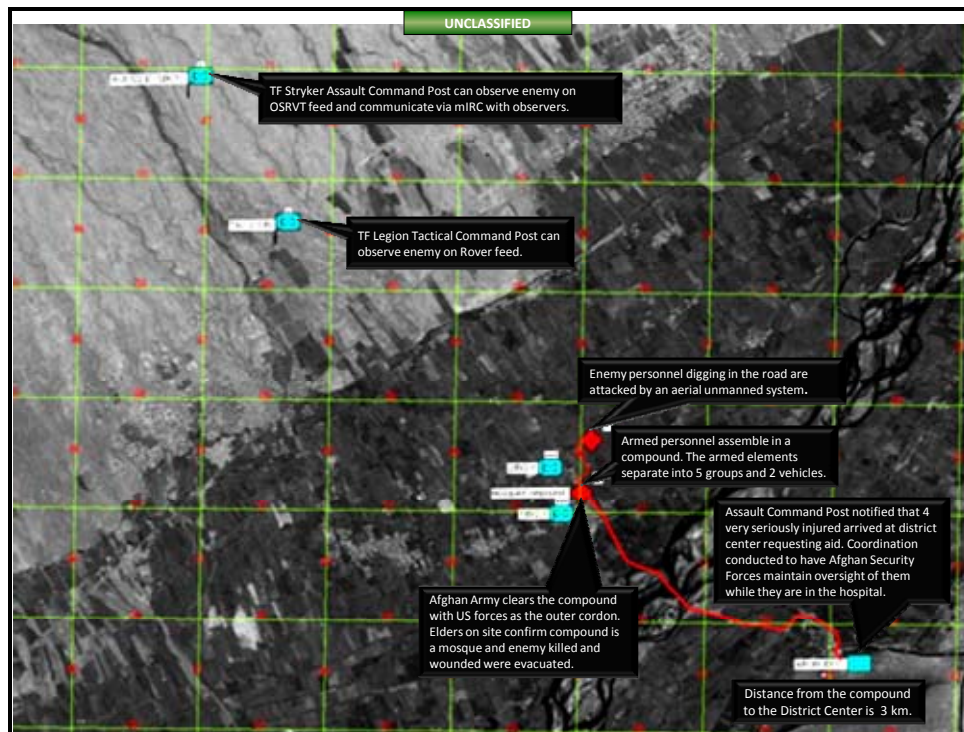 UNCLASSIFIED
TF Stryker Assault Command Post can observe enemy on
OSRVT feed and communicate via mIRC with observers.
TF Legion Tactical Command Post can
observe enemy on Rover feed.
Enemy personnel digging in the road are
attacked by an aerial unmanned system.
Armed personnel assemble in a
compound. The armed elements
separate into 5 groups and 2 vehicles.
Assault Command Post notified that 4
very seriously injured arrived at district
center requesting aid. Coordination
conducted to have Afghan Security
Forces maintain oversight of them
while they are in the hospital.
Afghan Army clears the compound
with US forces as the outer cordon.
Elders on site confirm compound is
a mosque and enemy killed and
wounded were evacuated.
Distance from the compound
to the District Center is 3 km.